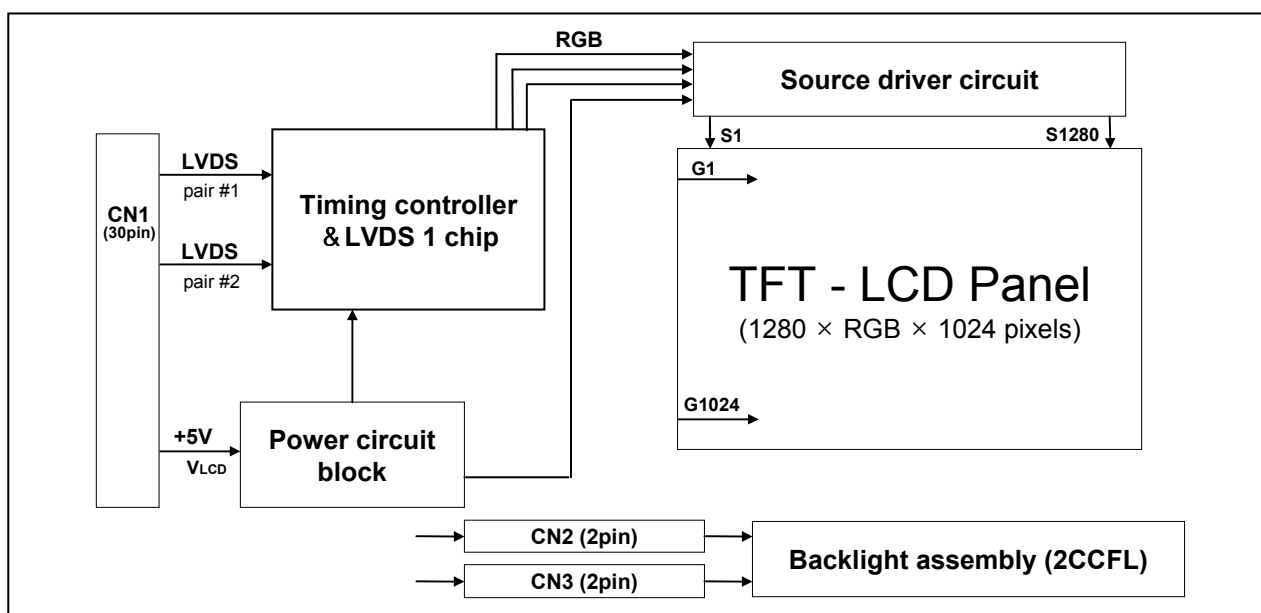 RGB
Source driver circuit
S1
S1280
CN1
(30pin)
LVDS
pair #1
LVDS
pair #2
Timing controller
＆LVDS 1 chip
G1
TFT - LCD Panel
(1280 × RGB × 1024 pixels)
G1024
+5V
VLCD
Power circuit
block
CN2 (2pin)
CN3 (2pin)
Backlight assembly (2CCFL)